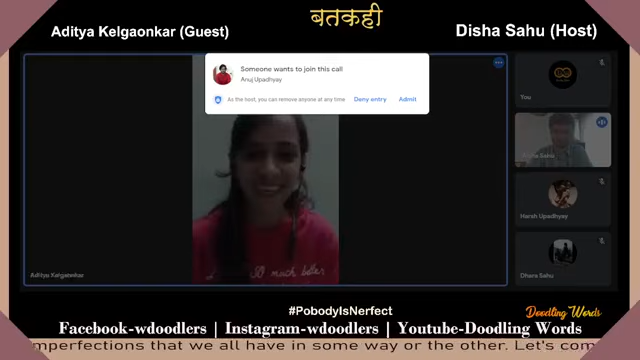 बतकही
Aditya Kelgaonkar (Guest)
Disha Sahu (Host)
Someone wants to join this call
Anuj Upadhyay
As the host, you can remove anyone at any time
Deny entry
Admit
You
Sahu
Harsh Upadhyay
Dhara Sahu
Aditya Kelgaonkar
much
#PobodyIsNerfect
Doodling Words
Facebook-wdoodlers | Instagram-wdoodlers | Youtube-Doodling Words
imperfections that we all have in some way or the other. Let's com